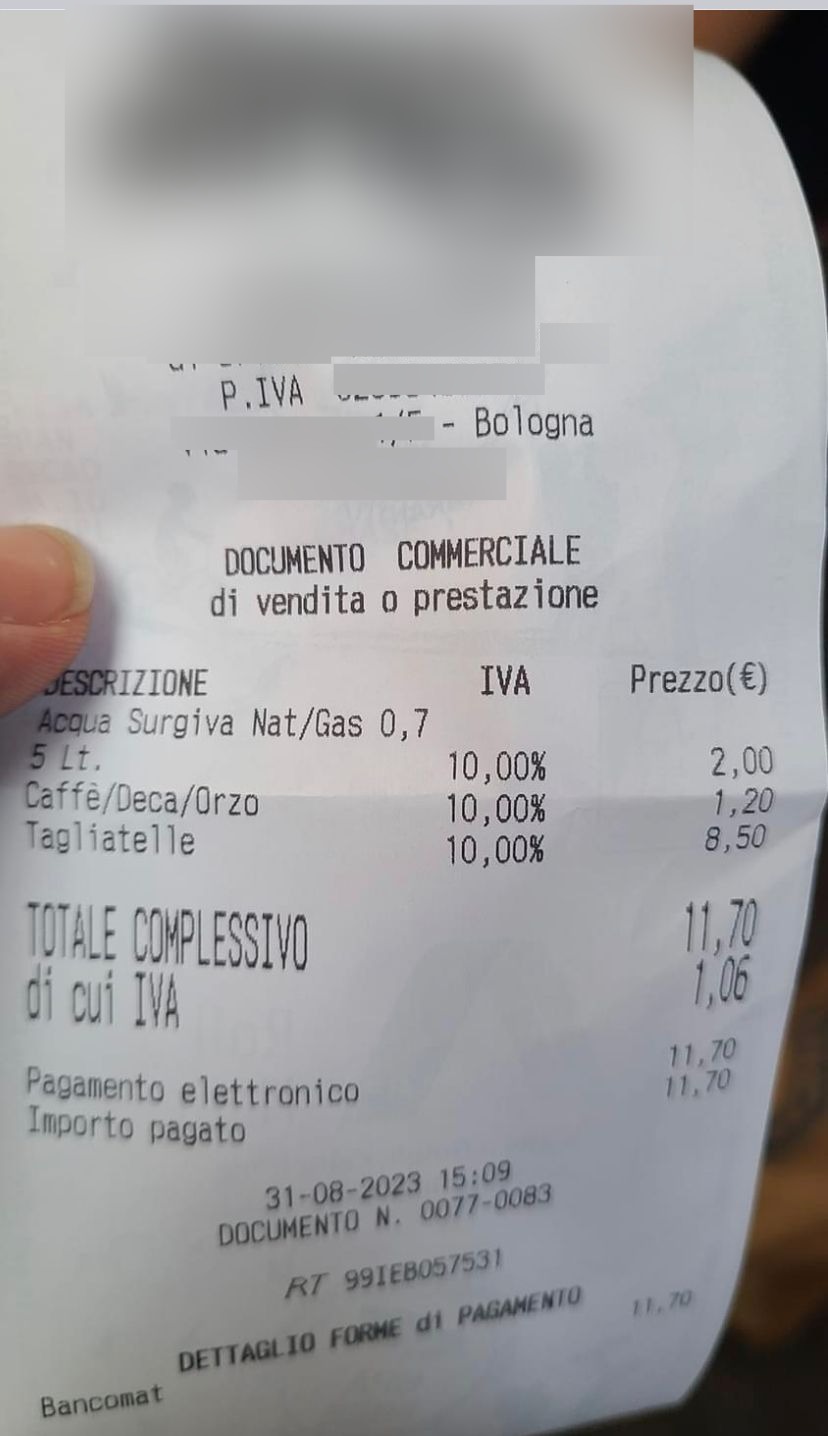 P.IVA
- Bologna
DOCUMENTO COMMERCIALE
di vendita o prestazione
DESCRIZIONE IVA Prezzo(€)
Acqua Surgiva Nat/Gas 0,7
5 Lt. 10,00% 2,00
Caffè/Deca/Orzo 10,00% 1,20
Tagliatelle 10,00% 8,50
TOTALE COMPLESSIVO 11,70
di cui IVA 1,06
Pagamento elettronico 11,70
Importo pagato 11,70
31-08-2023 15:09
DOCUMENTO N. 0077-0083
RT 99IEB057531
DETTAGLIO FORME di PAGAMENTO
Bancomat 11,70